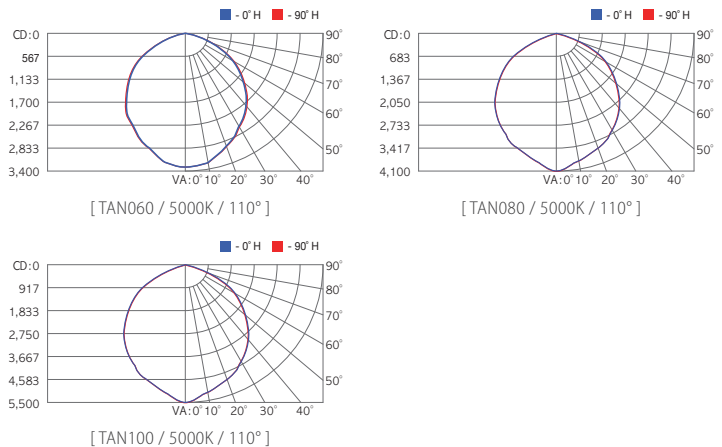 - 0° H - 90° H
CD:0 90°
567 80°
1,133 70°
1,700 60°
2,267
2,833 50°
3,400
VA:0° 10° 20° 30° 40°
[ TAN060 / 5000K / 110° ]
- 0° H - 90° H
CD:0 90°
683 80°
1,367 70°
2,050 60°
2,733
3,417 50°
4,100
VA:0° 10° 20° 30° 40°
[ TAN080 / 5000K / 110° ]
- 0° H - 90° H
CD:0 90°
917 80°
1,833 70°
2,750 60°
3,667
4,583 50°
5,500
VA:0° 10° 20° 30° 40°
[ TAN100 / 5000K / 110° ]